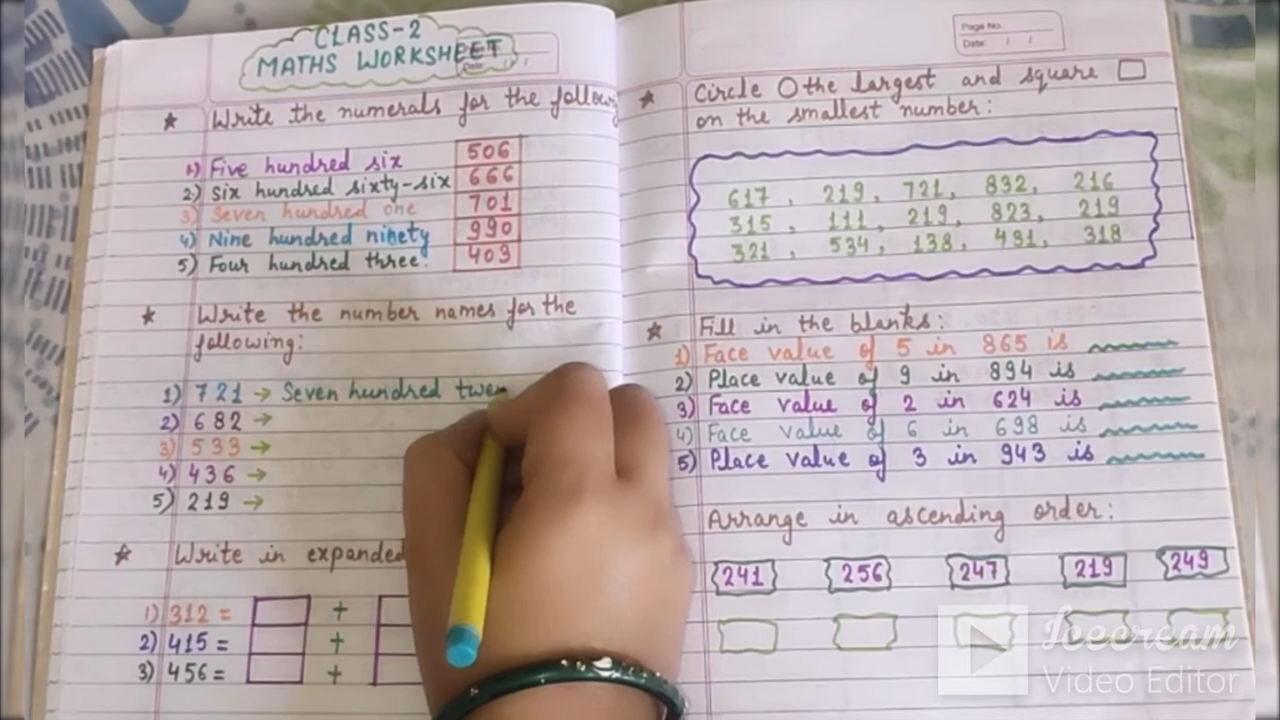 CLASS-2
MATHS WORKSHEET
Date: / /
★ Write the numerals for the followin
1) Five hundred six 506
2) Six hundred sixty-six 666
3) Seven hundred one 701
4) Nine hundred ninety 990
5) Four hundred three. 403
★ Write the number names for the
following:
1) 721 → Seven hundred twen
2) 682 →
3) 533 →
4) 436 →
5) 219 →
★ Write in expanded
1) 312 = +
2) 415 = +
3) 456 = +
Page No.
Date: / /
★ Circle O the largest and square □
on the smallest number:
617, 219, 721, 832, 216
315, 111, 219, 823, 219
321, 534, 138, 491, 318
★ Fill in the blanks:
1) Face value of 5 in 865 is
2) Place value of 9 in 894 is
3) Face value of 2 in 624 is
4) Face value of 6 in 698 is
5) Place value of 3 in 943 is
Arrange in ascending order:
241 256 247 219 249
Icecream
Video Editor